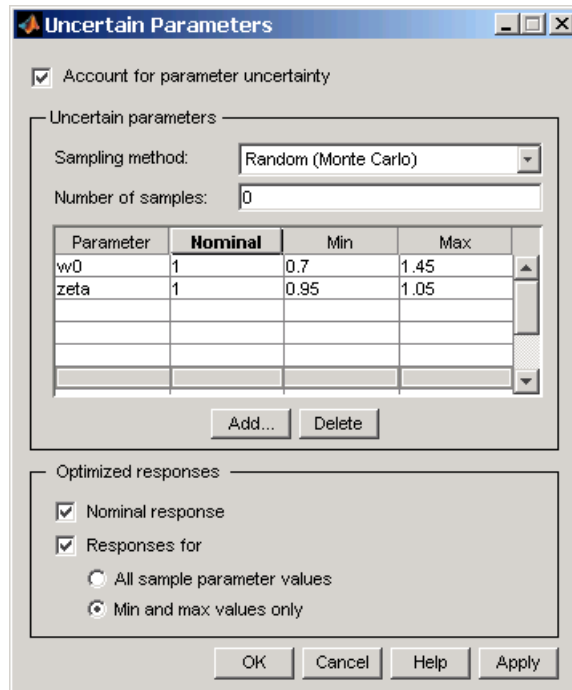 Uncertain Parameters
Account for parameter uncertainty
Uncertain parameters
Sampling method: Random (Monte Carlo)
Number of samples: 0
Parameter Nominal Min Max
w0 1 0.7 1.45
zeta 1 0.95 1.05
Add... Delete
Optimized responses
Nominal response
Responses for
All sample parameter values
Min and max values only
OK Cancel Help Apply